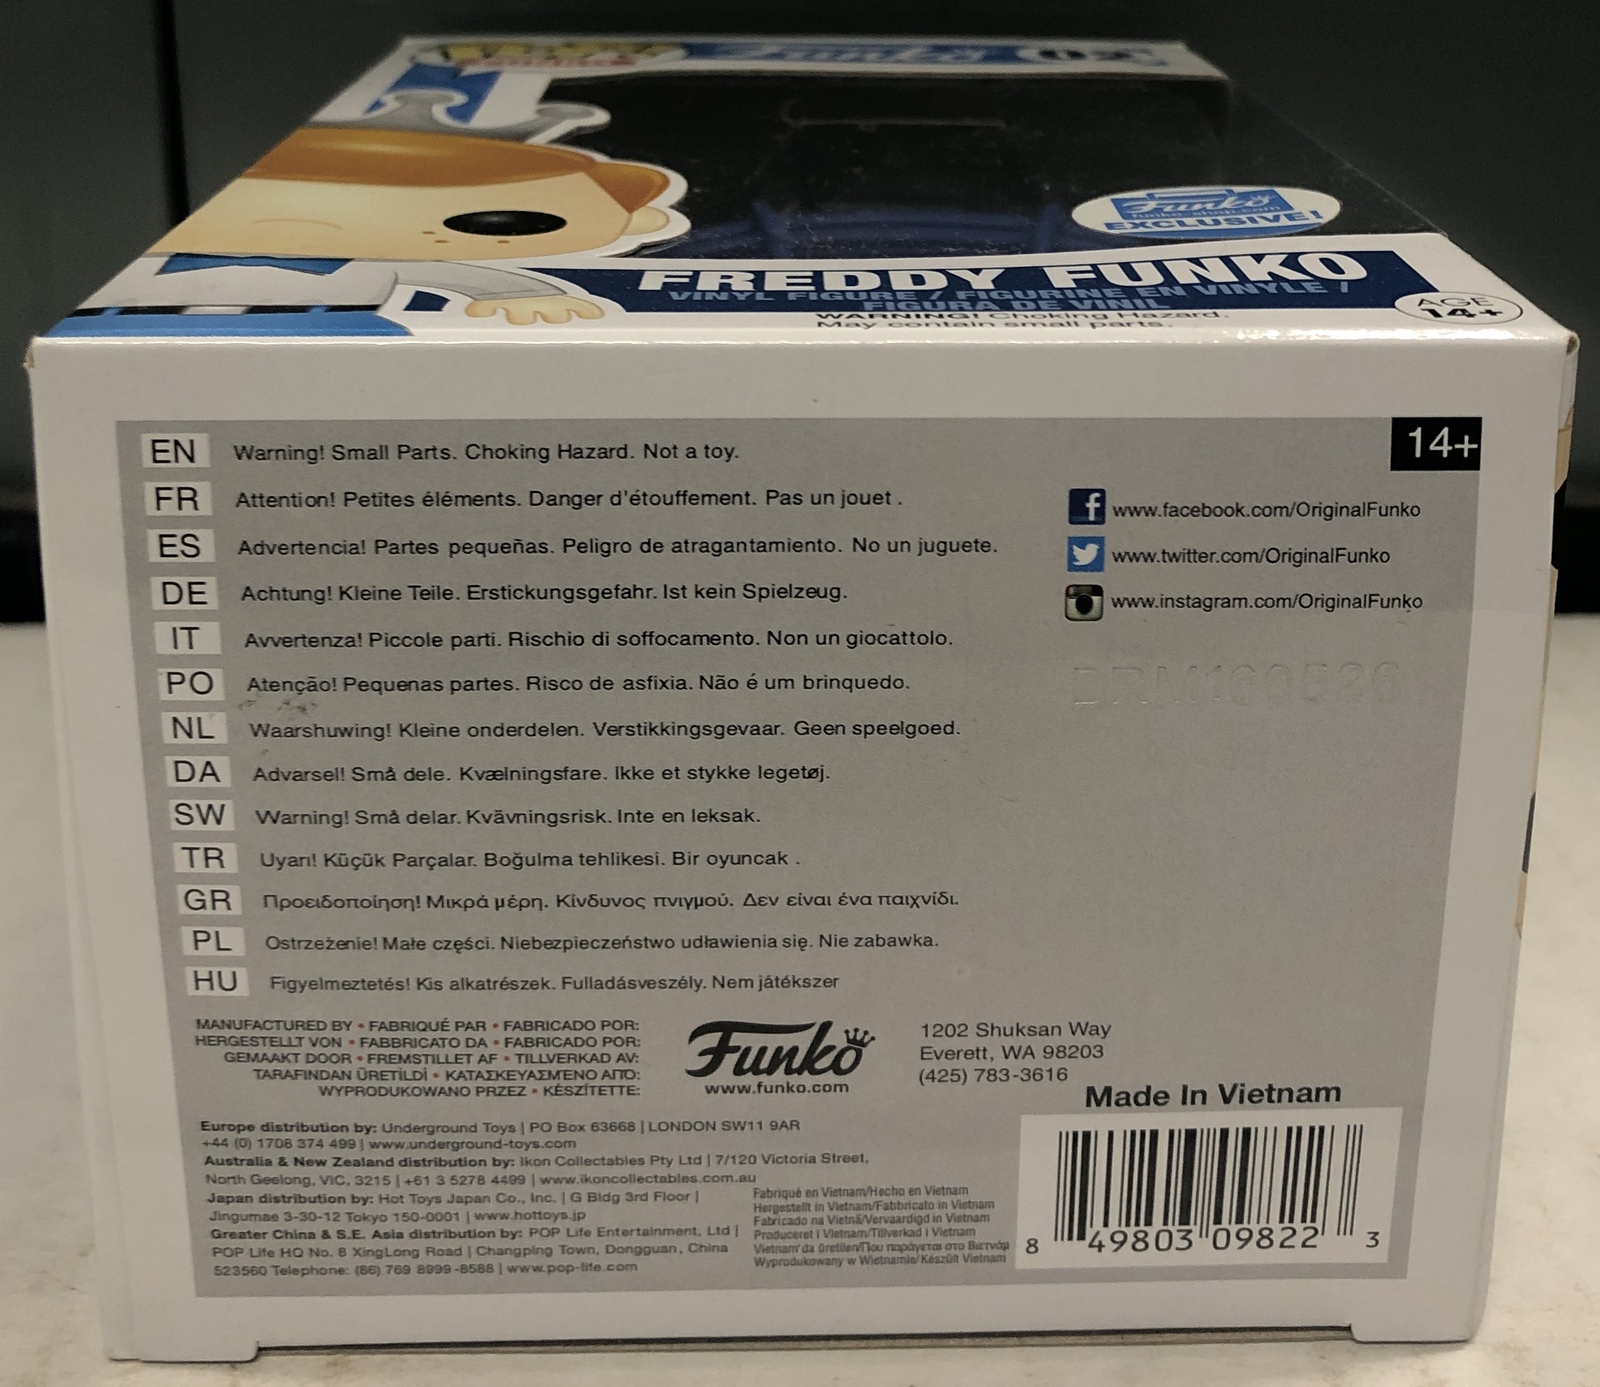 Funko
Funko
funko-shop.com
EXCLUSIVE!
FREDDY FUNKO
VINYL FIGURE / FIGURINE EN VINYLE /
FIGURA DE VINIL
WARNING! Choking Hazard.
May contain small parts.
AGE
14+
14+
EN Warning! Small Parts. Choking Hazard. Not a toy.
FR Attention! Petites éléments. Danger d'étouffement. Pas un jouet .
ES Advertencia! Partes pequeñas. Peligro de atragantamiento. No un juguete.
DE Achtung! Kleine Teile. Erstickungsgefahr. Ist kein Spielzeug.
IT Avvertenza! Piccole parti. Rischio di soffocamento. Non un giocattolo.
PO Atenção! Pequenas partes. Risco de asfixia. Não é um brinquedo.
NL Waarshuwing! Kleine onderdelen. Verstikkingsgevaar. Geen speelgoed.
DA Advarsel! Små dele. Kvælningsfare. Ikke et stykke legetøj.
SW Warning! Små delar. Kvävningsrisk. Inte en leksak.
TR Uyarı! Küçük Parçalar. Boğulma tehlikesi. Bir oyuncak .
GR Προειδοποίηση! Μικρά μέρη. Κίνδυνος πνιγμού. Δεν είναι ένα παιχνίδι.
PL Ostrzeżenie! Małe części. Niebezpieczeństwo udławienia się. Nie zabawka.
HU Figyelmeztetés! Kis alkatrészek. Fulladásveszély. Nem játékszer
www.facebook.com/OriginalFunko
www.twitter.com/OriginalFunko
www.instagram.com/OriginalFunko
DRM160526
MANUFACTURED BY • FABRIQUÉ PAR • FABRICADO POR:
HERGESTELLT VON • FABBRICATO DA • FABRICADO POR:
GEMAAKT DOOR • FREMSTILLET AF • TILLVERKAD AV:
TARAFINDAN ÜRETİLDİ • ΚΑΤΑΣΚΕΥΑΣΜΈΝΟ ΑΠΌ:
WYPRODUKOWANO PRZEZ • KÉSZÍTETTE:
Funko
www.funko.com
1202 Shuksan Way
Everett, WA 98203
(425) 783-3616
Made In Vietnam
Europe distribution by: Underground Toys | PO Box 63668 | LONDON SW11 9AR
+44 (0) 1708 374 499 | www.underground-toys.com
Australia & New Zealand distribution by: Ikon Collectables Pty Ltd | 7/120 Victoria Street,
North Geelong, VIC, 3215 | +61 3 5278 4499 | www.ikoncollectables.com.au
Japan distribution by: Hot Toys Japan Co., Inc. | G Bldg 3rd Floor |
Jingumae 3-30-12 Tokyo 150-0001 | www.hottoys.jp
Greater China & S.E. Asia distribution by: POP Life Entertainment, Ltd |
POP Life HQ No. 8 XingLong Road | Changping Town, Dongguan, China
523560 Telephone: (86) 769 8999-8588 | www.pop-life.com
Fabriqué en Vietnam/Hecho en Vietnam
Hergestellt in Vietnam/Fabbricato in Vietnam
Fabricado na Vietnã/Vervaardigd in Vietnam
Produceret i Vietnam/Tillverkad i Vietnam
Vietnam'da üretilen/Που παράγεται στο Βιετνάμ
Wyprodukowany w Wietnamie/Készült Vietnam
8 49803 09822 3